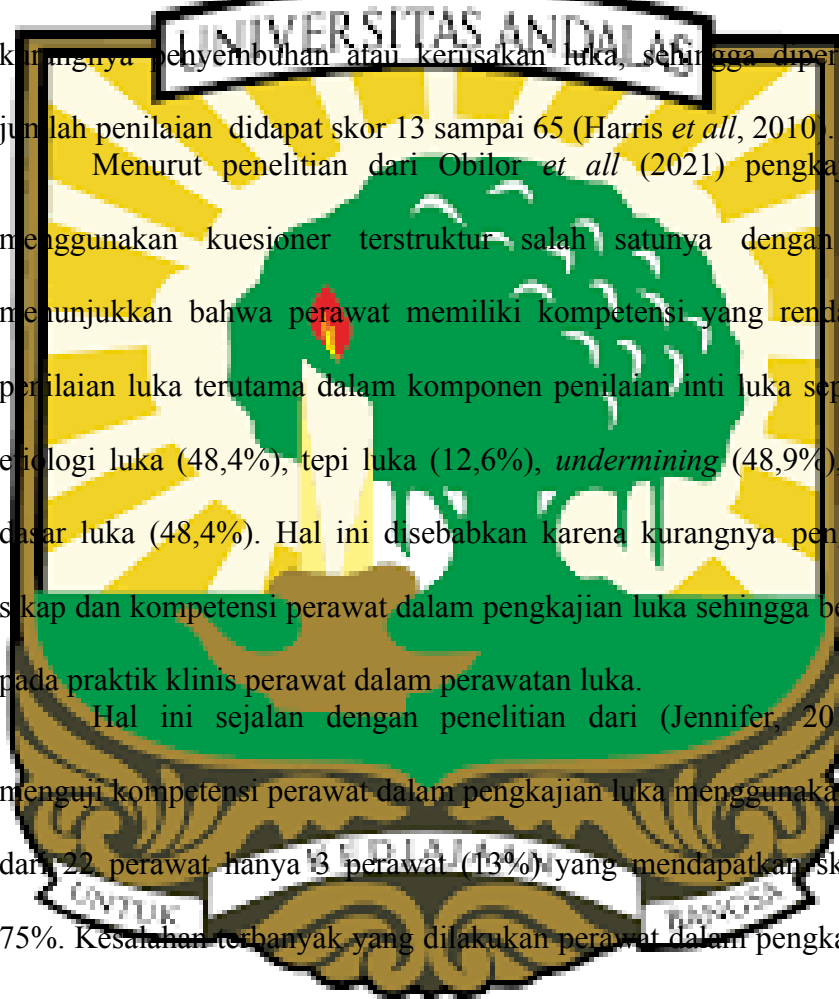 UNIVERSITAS ANDALAS
kurangnya penyembuhan atau kerusakan luka, sehingga diper
jumlah penilaian didapat skor 13 sampai 65 (Harris et all, 2010).
Menurut penelitian dari Obilor et all (2021) pengka
menggunakan kuesioner terstruktur salah satunya dengan
menunjukkan bahwa perawat memiliki kompetensi yang renda
penilaian luka terutama dalam komponen penilaian inti luka sep
etiologi luka (48,4%), tepi luka (12,6%), undermining (48,9%),
dasar luka (48,4%). Hal ini disebabkan karena kurangnya pen
sikap dan kompetensi perawat dalam pengkajian luka sehingga be
pada praktik klinis perawat dalam perawatan luka.
Hal ini sejalan dengan penelitian dari (Jennifer, 20
menguji kompetensi perawat dalam pengkajian luka menggunaka
dari 22 perawat hanya 3 perawat (13%) yang mendapatkan sk
75%. Kesalahan terbanyak yang dilakukan perawat dalam pengka
UNTUK KEDJAJAAN BANGSA